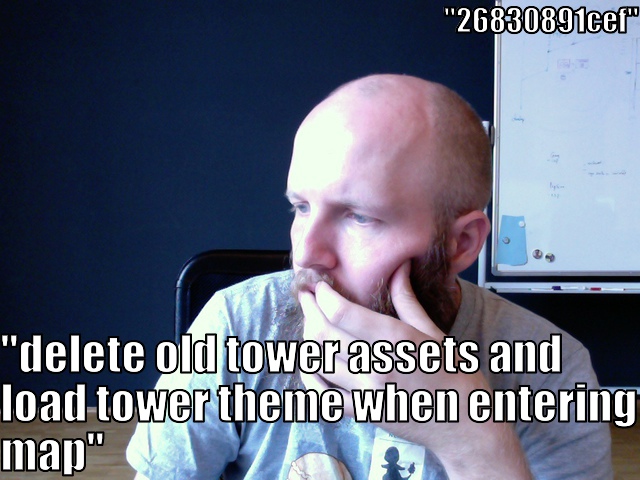 "26830891cef"
"delete old tower assets and
load tower theme when entering
map"